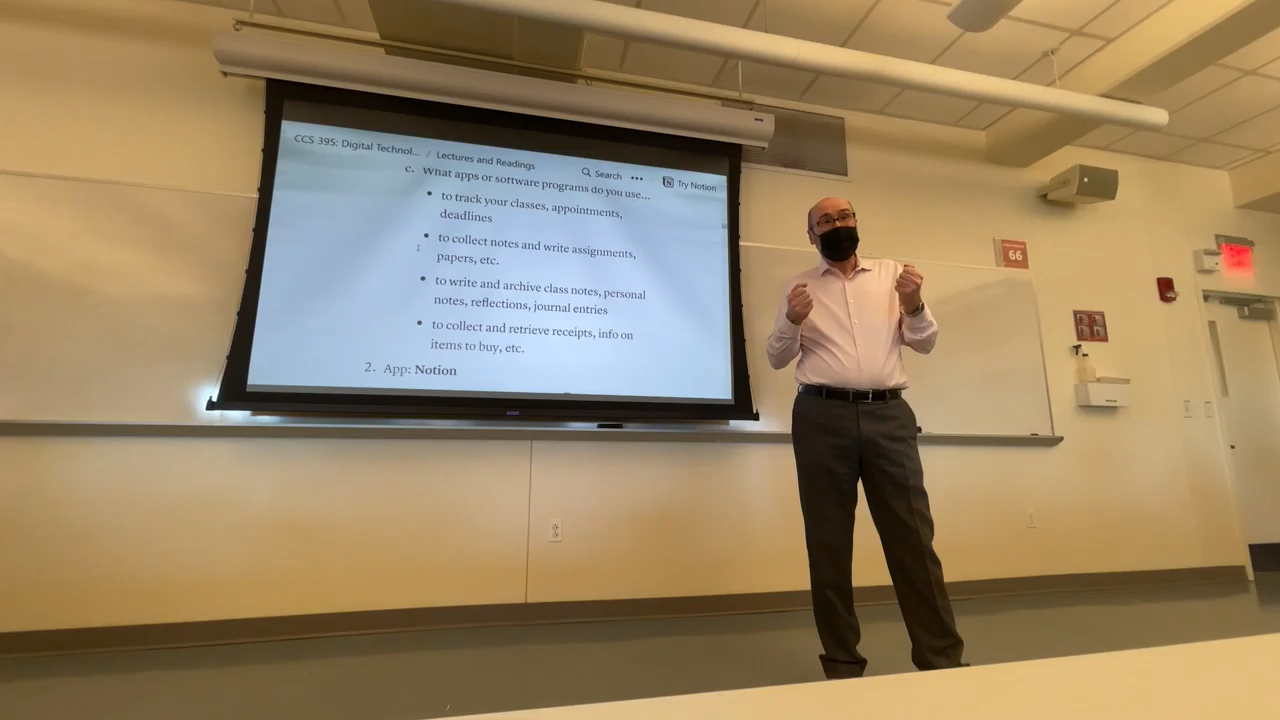 CCS 395: Digital Technol... / Lectures and Readings
Search ••• Try Notion
c. What apps or software programs do you use...
• to track your classes, appointments,
deadlines
• to collect notes and write assignments,
papers, etc.
• to write and archive class notes, personal
notes, reflections, journal entries
• to collect and retrieve receipts, info on
items to buy, etc.
2. App: Notion
66